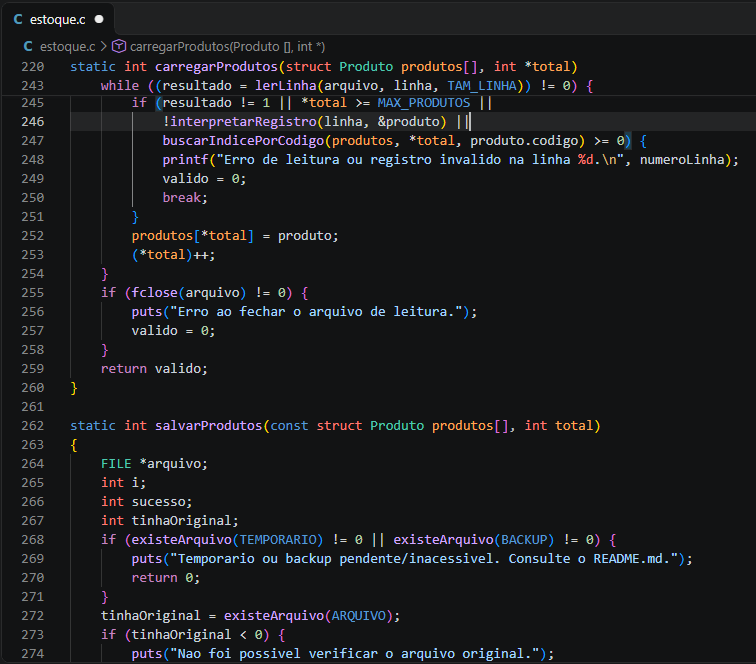 C estoque.c ●
C estoque.c > carregarProdutos(Produto [], int *)
220 static int carregarProdutos(struct Produto produtos[], int *total)
243 while ((resultado = lerLinha(arquivo, linha, TAM_LINHA)) != 0) {
245 if (resultado != 1 || *total >= MAX_PRODUTOS ||
246 !interpretarRegistro(linha, &produto) ||
247 buscarIndicePorCodigo(produtos, *total, produto.codigo) >= 0) {
248 printf("Erro de leitura ou registro invalido na linha %d.\n", numeroLinha);
249 valido = 0;
250 break;
251 }
252 produtos[*total] = produto;
253 (*total)++;
254 }
255 if (fclose(arquivo) != 0) {
256 puts("Erro ao fechar o arquivo de leitura.");
257 valido = 0;
258 }
259 return valido;
260 }
261
262 static int salvarProdutos(const struct Produto produtos[], int total)
263 {
264 FILE *arquivo;
265 int i;
266 int sucesso;
267 int tinhaOriginal;
268 if (existeArquivo(TEMPORARIO) != 0 || existeArquivo(BACKUP) != 0) {
269 puts("Temporario ou backup pendente/inacessivel. Consulte o README.md.");
270 return 0;
271 }
272 tinhaOriginal = existeArquivo(ARQUIVO);
273 if (tinhaOriginal < 0) {
274 puts("Nao foi possivel verificar o arquivo original.");